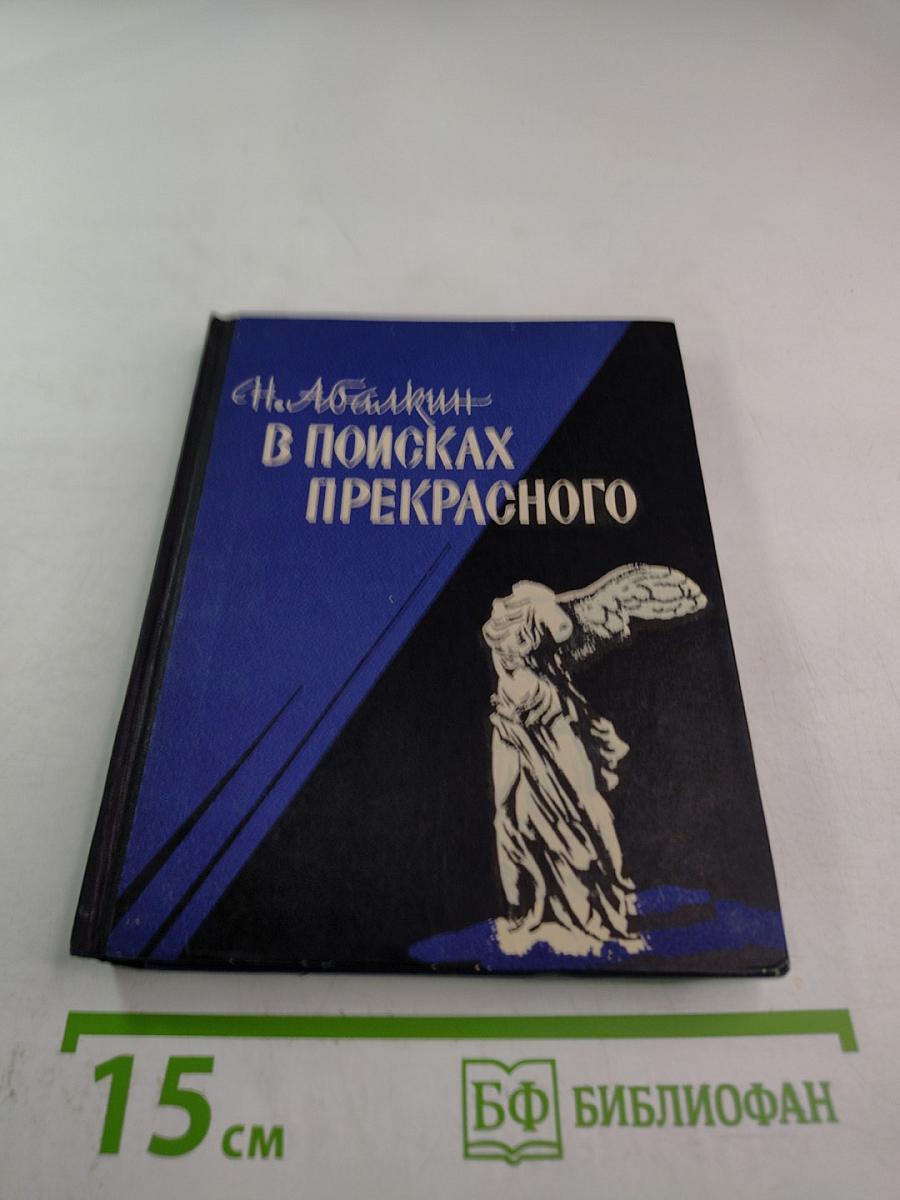 Н. Абалкин
В ПОИСКАХ
ПРЕКРАСНОГО
15 см
БФ БИБЛИОФАН